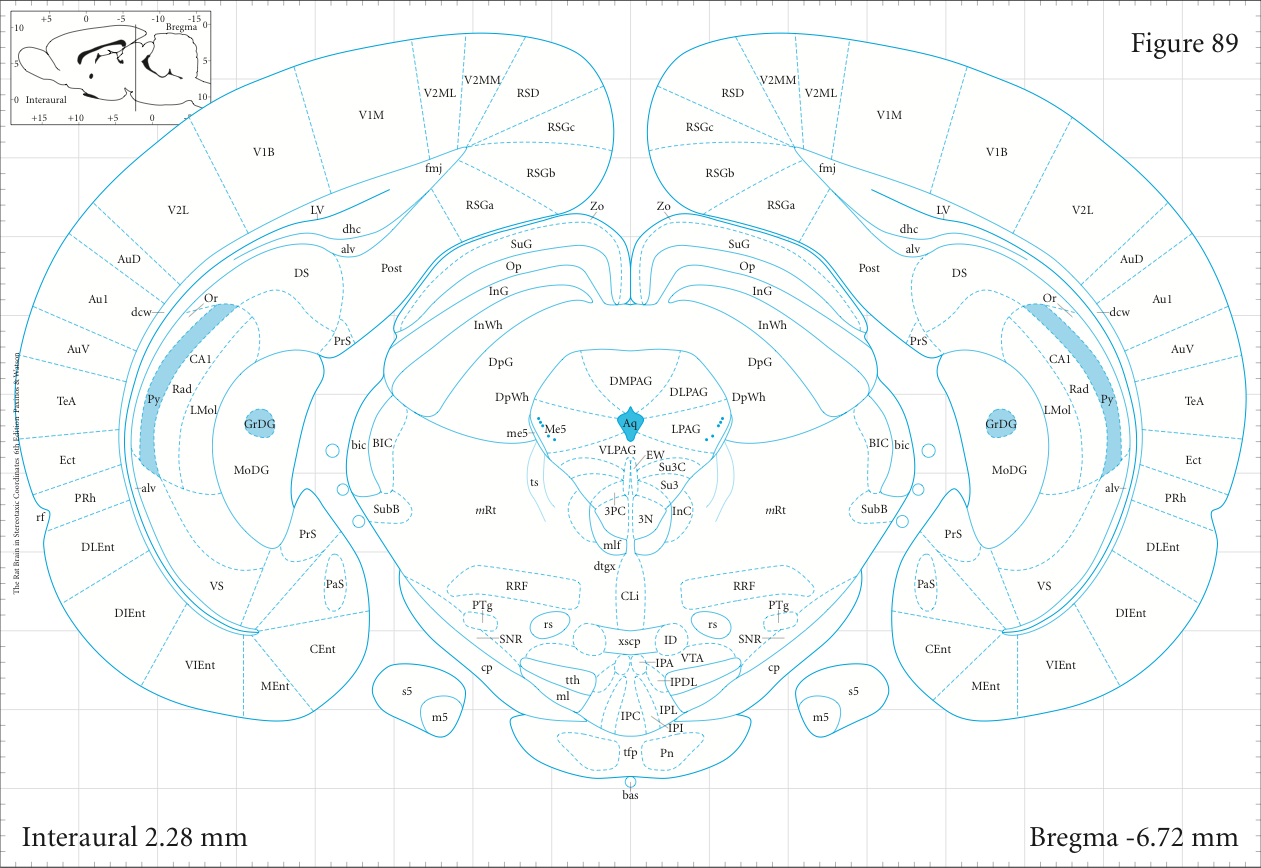 +5 0 -5 -10 -15
Bregma
0
10
5
5
0
Interaural
10
+15 +10 +5 0
Figure 89
V2MM V2MM
V2ML RSD RSD V2ML
V1M RSGc RSGc V1M
V1B V1B
fmj RSGb RSGb fmj
V2L LV RSGa Zo Zo RSGa LV V2L
dhc dhc
alv SuG SuG alv
AuD DS Post Op Op Post DS AuD
Au1 Or InG InG Or Au1
dcw dcw
InWh InWh
AuV PrS PrS AuV
CA1 DpG DpG CA1
DMPAG
Rad DLPAG Rad
TeA Py DpWh DpWh Py TeA
LMol LMol
GrDG Aq GrDG
me5 Me5 LPAG
bic BIC BIC bic
VLPAG EW
Ect MoDG Su3C MoDG Ect
alv ts Su3 alv
PRh PRh
rf SubB mRt 3PC 3N InC mRt SubB
PrS PrS
DLEnt mlf DLEnt
dtgx
VS PaS RRF CLi RRF PaS VS
DIEnt PTg PTg DIEnt
rs rs
SNR xscp ID SNR
CEnt CEnt
VIEnt cp IPA VTA cp VIEnt
MEnt tth IPDL MEnt
s5 ml s5
m5 IPC IPL m5
IPI
tfp Pn
bas
The Rat Brain in Stereotaxic Coordinates 6th Edition Paxinos & Watson
Interaural 2.28 mm
Bregma -6.72 mm